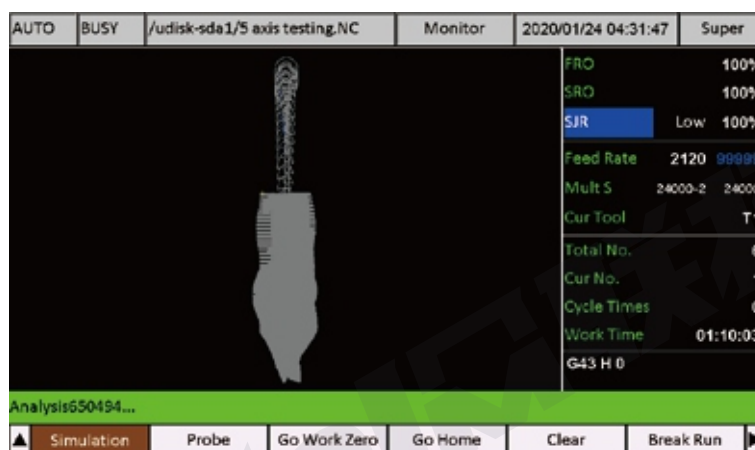 AUTO BUSY /udisk-sda1/5 axis testing.NC Monitor 2020/01/24 04:31:47 Super
FRO 100%
SRO 100%
SJR Low 100%
Feed Rate 2120
Mult S 24000-2 2400
Cur Tool T
Total No.
Cur No.
Cycle Times
Work Time 01:10:03
G43 H 0
Analysis650494...
Simulation Probe Go Work Zero Go Home Clear Break Run